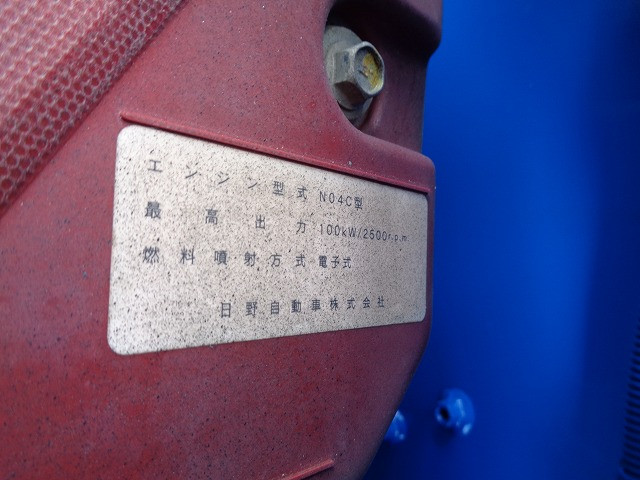 エンジン型式 N04C型
最高出力 100kW/2500r.p.m
燃料噴射方式 電子式
日野自動車株式会社